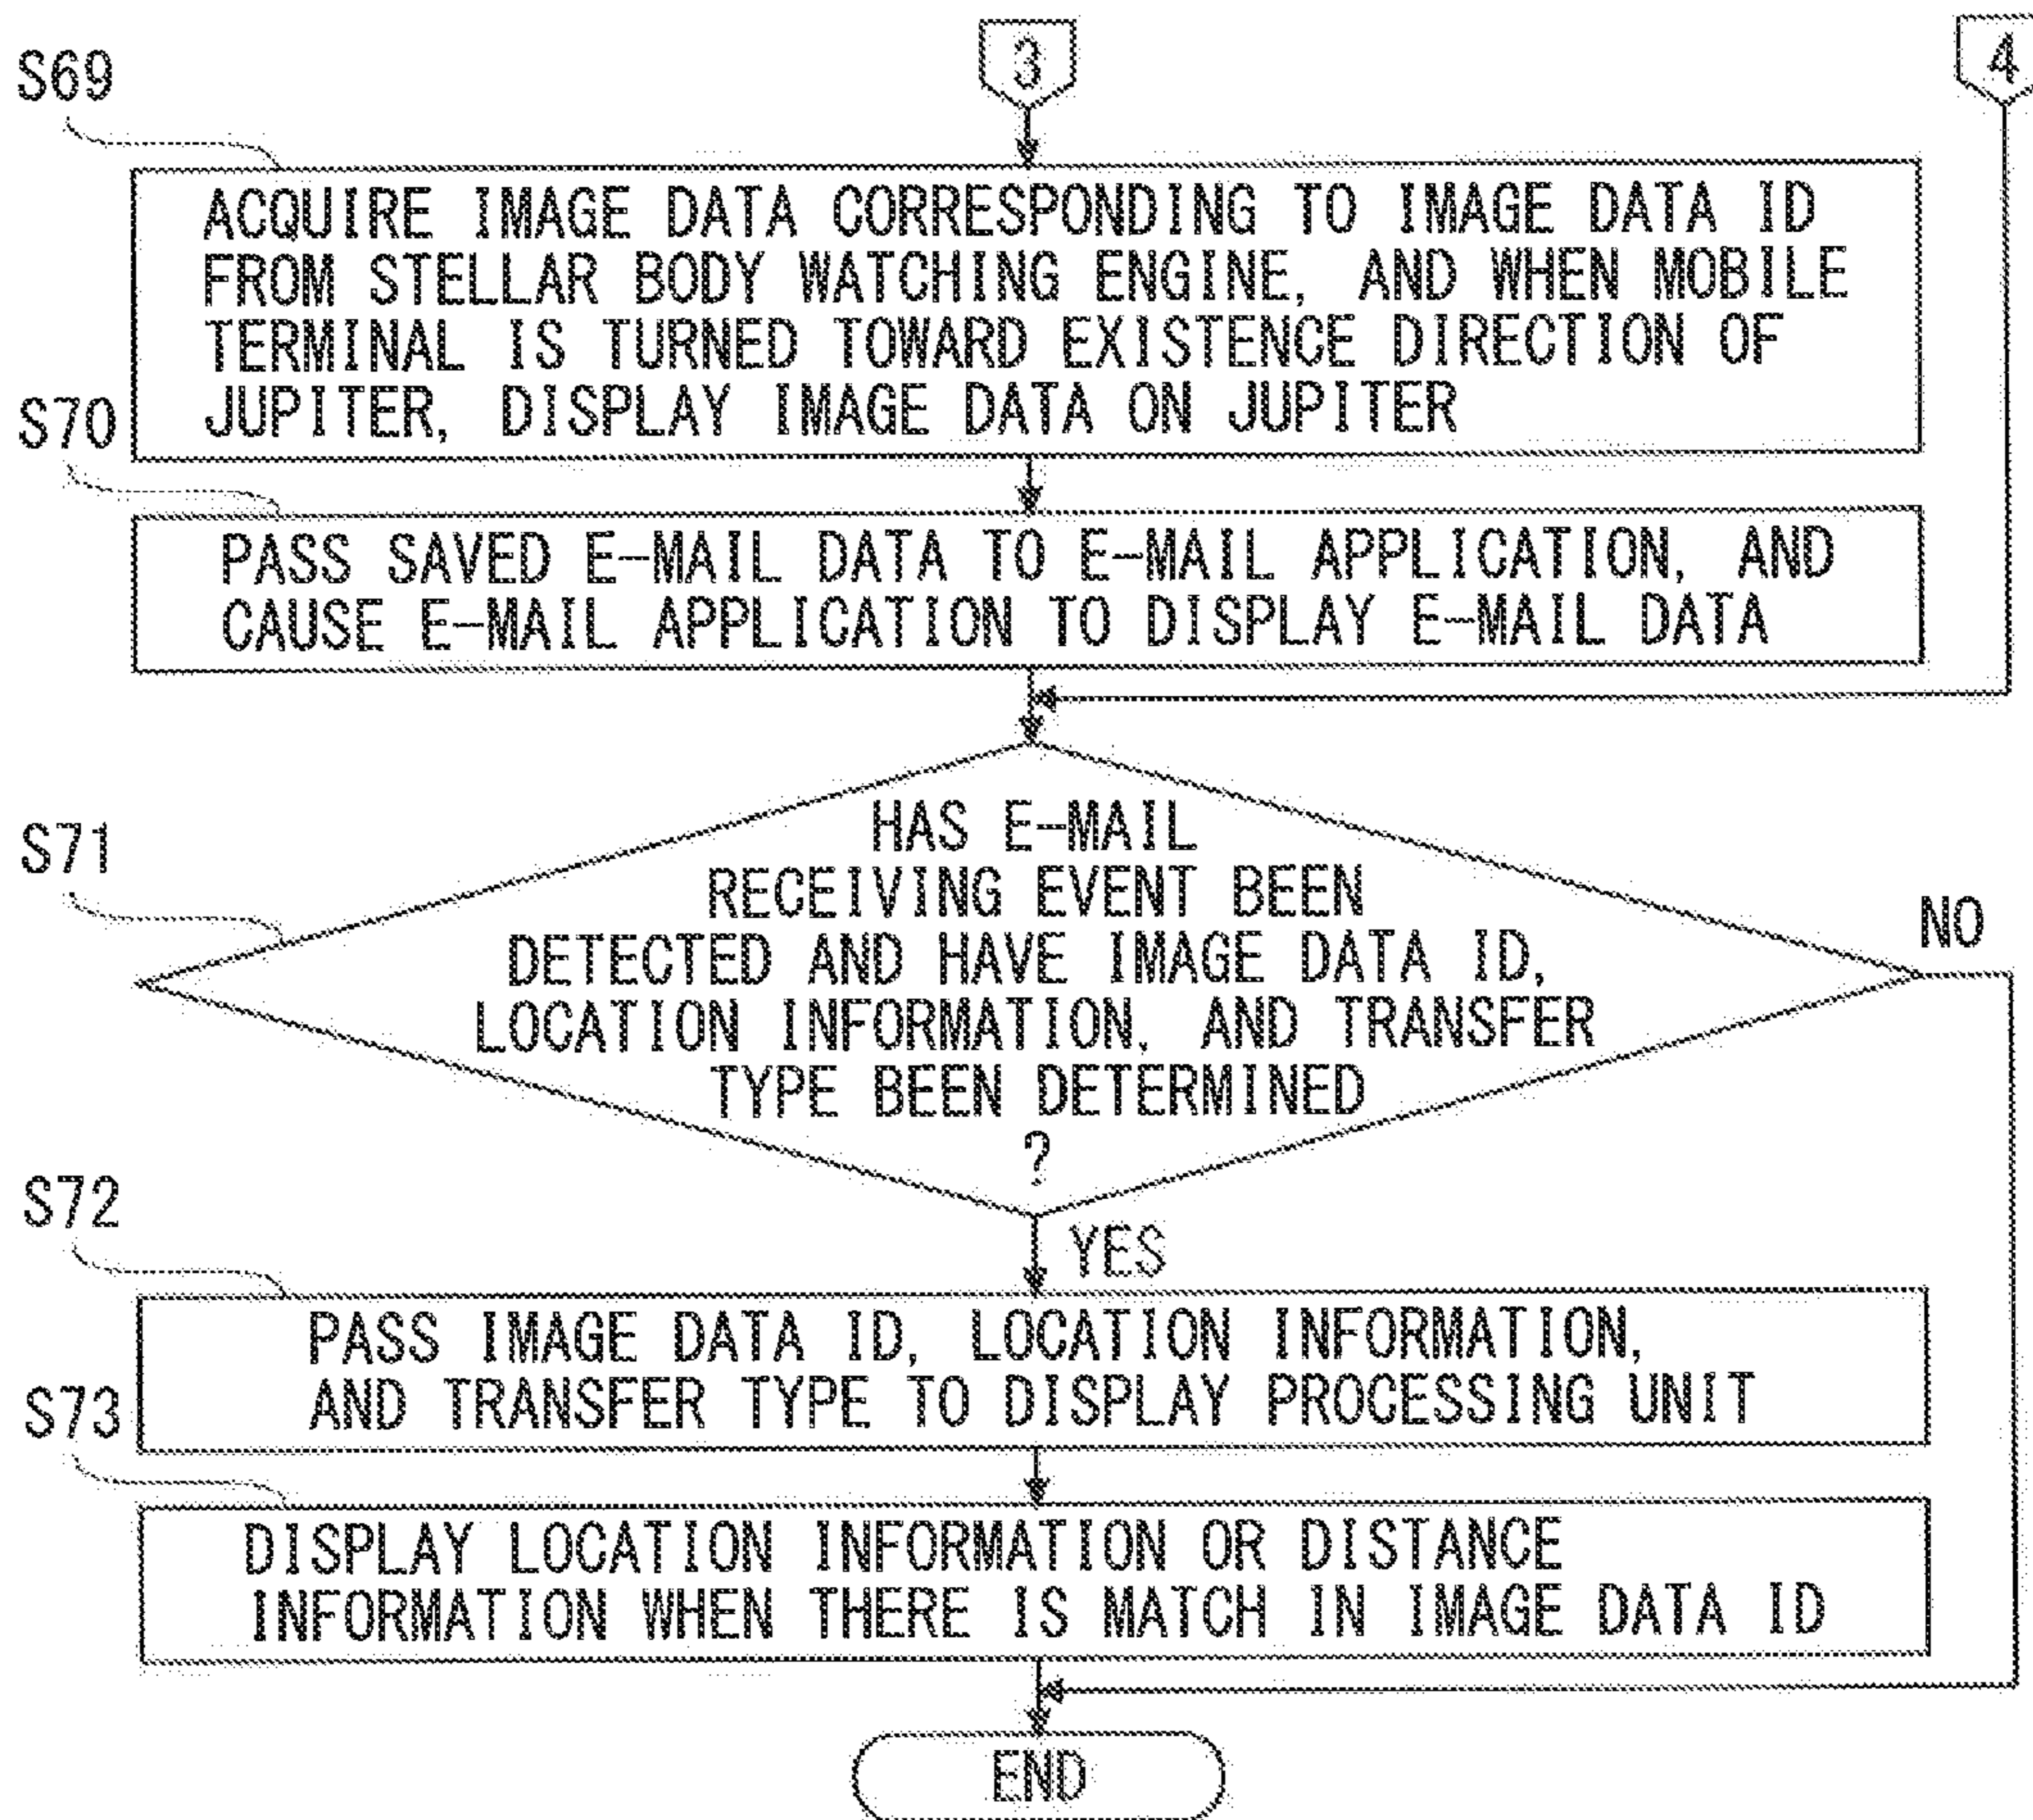 3
4
S69
ACQUIRE IMAGE DATA CORRESPONDING TO IMAGE DATA ID
FROM STELLAR BODY WATCHING ENGINE, AND WHEN MOBILE
TERMINAL IS TURNED TOWARD EXISTENCE DIRECTION OF
JUPITER, DISPLAY IMAGE DATA ON JUPITER
S70
PASS SAVED E-MAIL DATA TO E-MAIL APPLICATION, AND
CAUSE E-MAIL APPLICATION TO DISPLAY E-MAIL DATA
S71
HAS E-MAIL
RECEIVING EVENT BEEN
DETECTED AND HAVE IMAGE DATA ID,
LOCATION INFORMATION, AND TRANSFER
TYPE BEEN DETERMINED
?
NO
YES
S72
PASS IMAGE DATA ID, LOCATION INFORMATION,
AND TRANSFER TYPE TO DISPLAY PROCESSING UNIT
S73
DISPLAY LOCATION INFORMATION OR DISTANCE
INFORMATION WHEN THERE IS MATCH IN IMAGE DATA ID
END